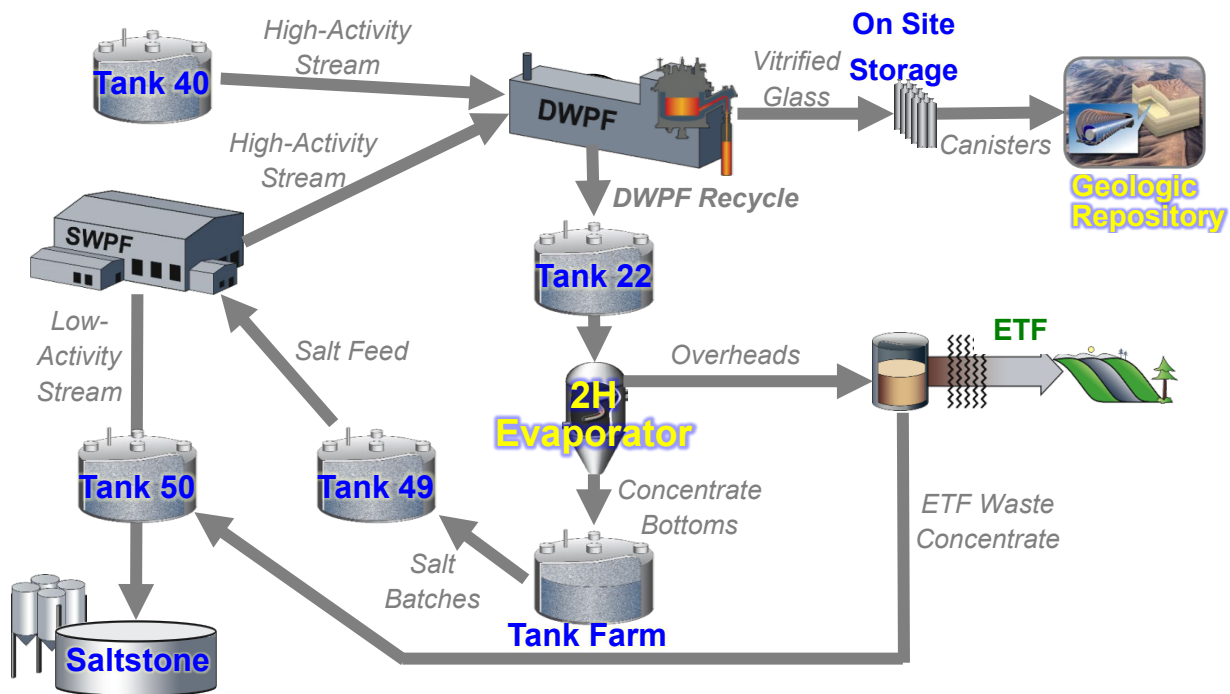 High-Activity
Stream
Tank 40
High-Activity
Stream
DWPF
Vitrified
Glass
On Site
Storage
Canisters
Geologic
Repository
SWPF
DWPF Recycle
Tank 22
Low-
Activity
Stream
Salt Feed
Overheads
ETF
2H
Evaporator
Tank 50
Tank 49
Concentrate
Bottoms
ETF Waste
Concentrate
Salt
Batches
Tank Farm
Saltstone